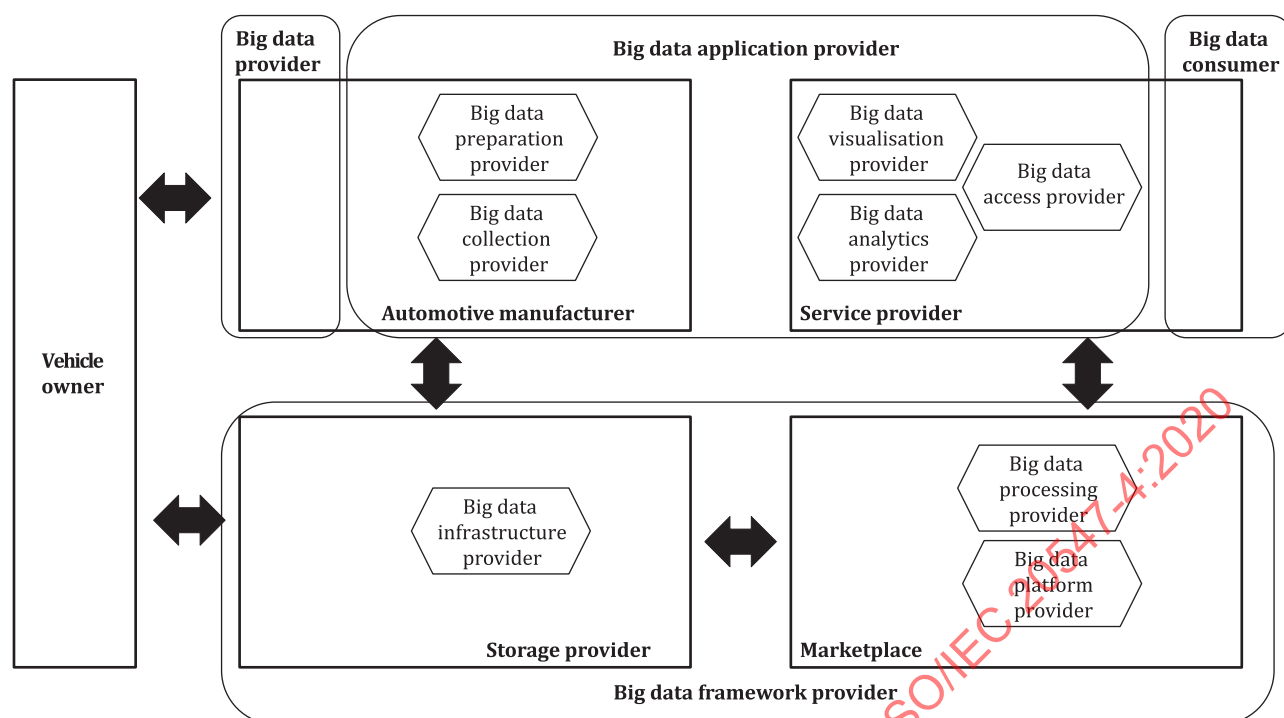 Big data
provider
Big data application provider
Big data
consumer
Big data
preparation
provider
Big data
collection
provider
Automotive manufacturer
Big data
visualisation
provider
Big data
access provider
Big data
analytics
provider
Service provider
Vehicle
owner
Big data
infrastructure
provider
Storage provider
Big data
processing
provider
Big data
platform
provider
Marketplace
Big data framework provider
SO/IEC 20547-4:2020